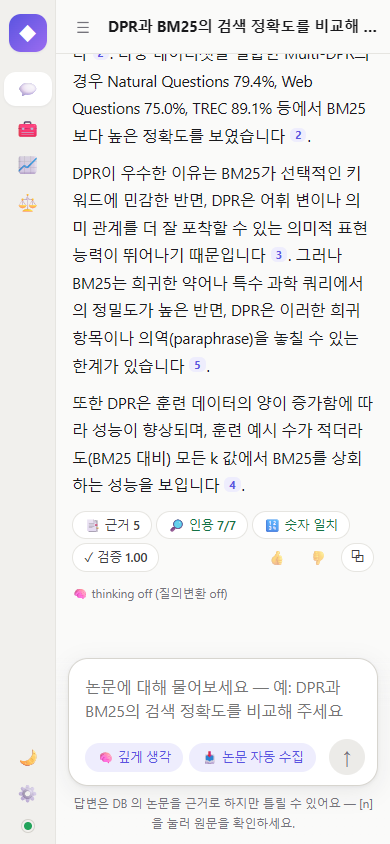 DPR과 BM25의 검색 정확도를 비교해 ...
경우 Natural Questions 79.4%, Web
Questions 75.0%, TREC 89.1% 등에서 BM25
보다 높은 정확도를 보였습니다 2 .
DPR이 우수한 이유는 BM25가 선택적인 키
워드에 민감한 반면, DPR은 어휘 변이나 의
미 관계를 더 잘 포착할 수 있는 의미적 표현
능력이 뛰어나기 때문입니다 3 . 그러나
BM25는 희귀한 약어나 특수 과학 쿼리에서
의 정밀도가 높은 반면, DPR은 이러한 희귀
항목이나 의역(paraphrase)을 놓칠 수 있는
한계가 있습니다 5 .
또한 DPR은 훈련 데이터의 양이 증가함에 따
라 성능이 향상되며, 훈련 예시 수가 적더라
도(BM25 대비) 모든 k 값에서 BM25를 상회
하는 성능을 보입니다 4 .
근거 5 인용 7/7 숫자 일치
✓ 검증 1.00
thinking off (질의변환 off)
논문에 대해 물어보세요 — 예: DPR과
BM25의 검색 정확도를 비교해 주세요
깊게 생각 논문 자동 수집
답변은 DB 의 논문을 근거로 하지만 틀릴 수 있어요 — [n]
을 눌러 원문을 확인하세요.